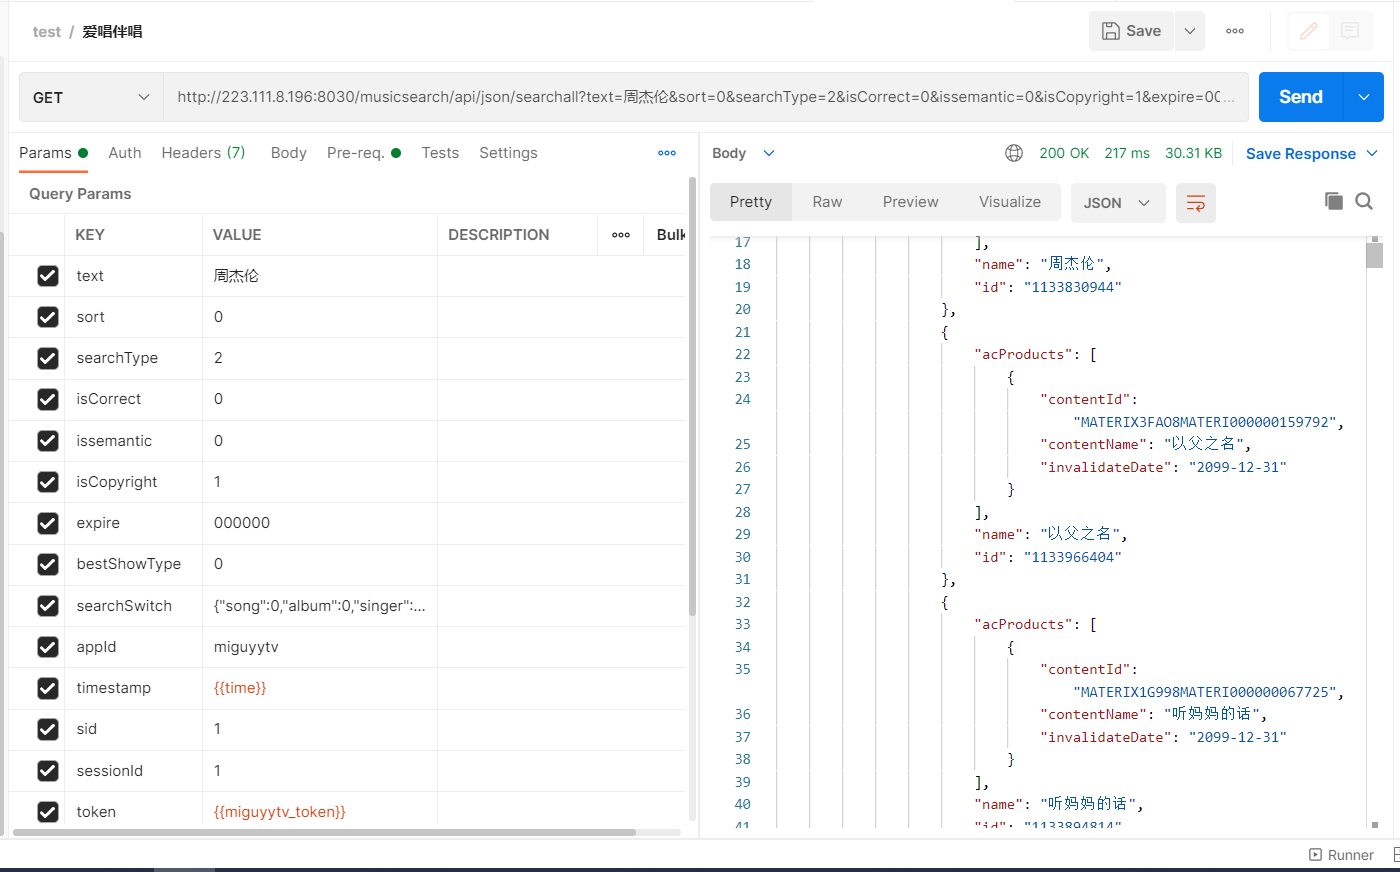 test / 爱唱伴唱
Save
GET
http://223.111.8.196:8030/musicsearch/api/json/searchall?text=周杰伦&sort=0&searchType=2&isCorrect=0&issemantic=0&isCopyright=1&expire=00...
Send
Params Auth Headers (7) Body Pre-req. Tests Settings
Query Params
KEY VALUE DESCRIPTION Bulk
text 周杰伦
sort 0
searchType 2
isCorrect 0
issemantic 0
isCopyright 1
expire 000000
bestShowType 0
searchSwitch {"song":0,"album":0,"singer":...
appId miguyytv
timestamp {{time}}
sid 1
sessionId 1
token {{miguyytv_token}}
Body 200 OK 217 ms 30.31 KB Save Response
Pretty Raw Preview Visualize JSON
17 ],
18 "name": "周杰伦",
19 "id": "1133830944"
20 },
21 {
22 "acProducts": [
23 {
24 "contentId":
"MATERIX3FAO8MATERI000000159792",
25 "contentName": "以父之名",
26 "invalidateDate": "2099-12-31"
27 }
28 ],
29 "name": "以父之名",
30 "id": "1133966404"
31 },
32 {
33 "acProducts": [
34 {
35 "contentId":
"MATERIX1G998MATERI000000067725",
36 "contentName": "听妈妈的话",
37 "invalidateDate": "2099-12-31"
38 }
39 ],
40 "name": "听妈妈的话",
41 "id": "1133894814"
Runner